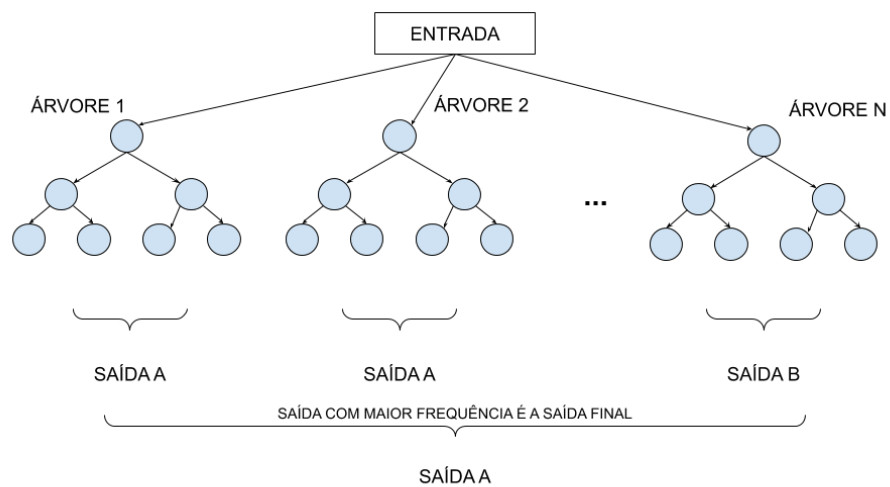 ENTRADA
ÁRVORE 1
ÁRVORE 2
ÁRVORE N
...
SAÍDA A
SAÍDA A
SAÍDA B
SAÍDA COM MAIOR FREQUÊNCIA É A SAÍDA FINAL
SAÍDA A